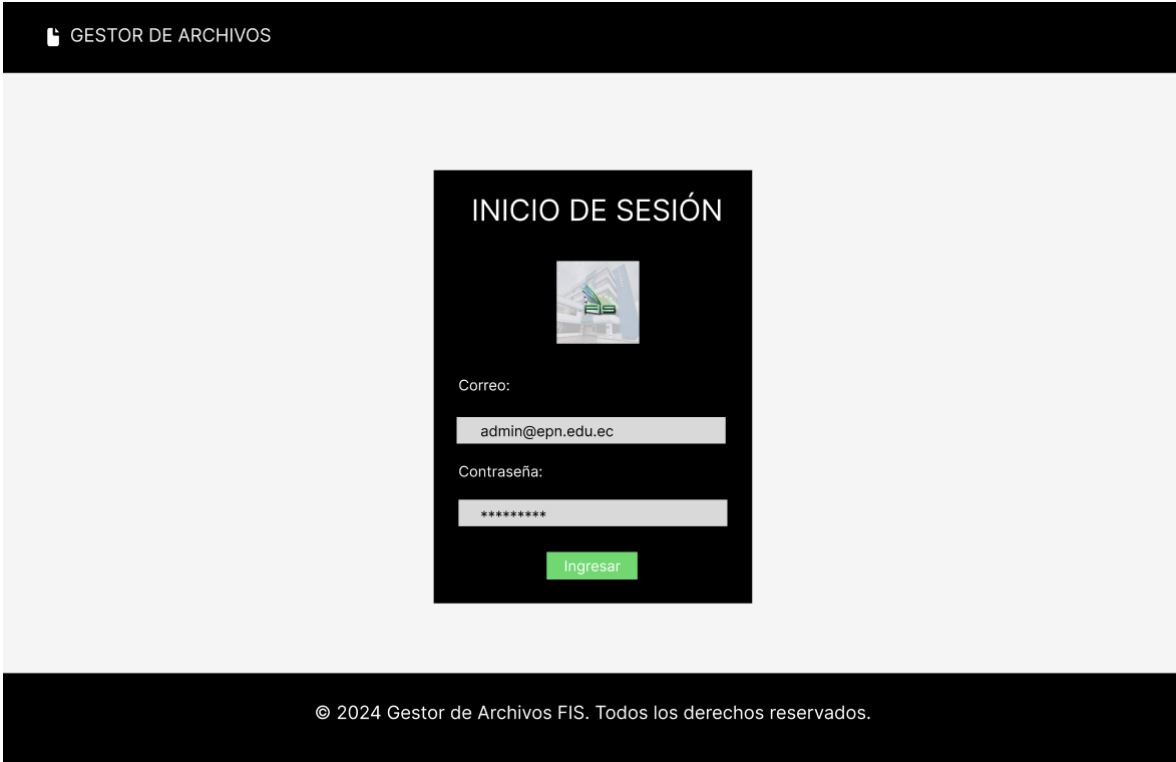 GESTOR DE ARCHIVOS
INICIO DE SESIÓN
FIS
Correo:
admin@epn.edu.ec
Contraseña:
*********
Ingresar
© 2024 Gestor de Archivos FIS. Todos los derechos reservados.